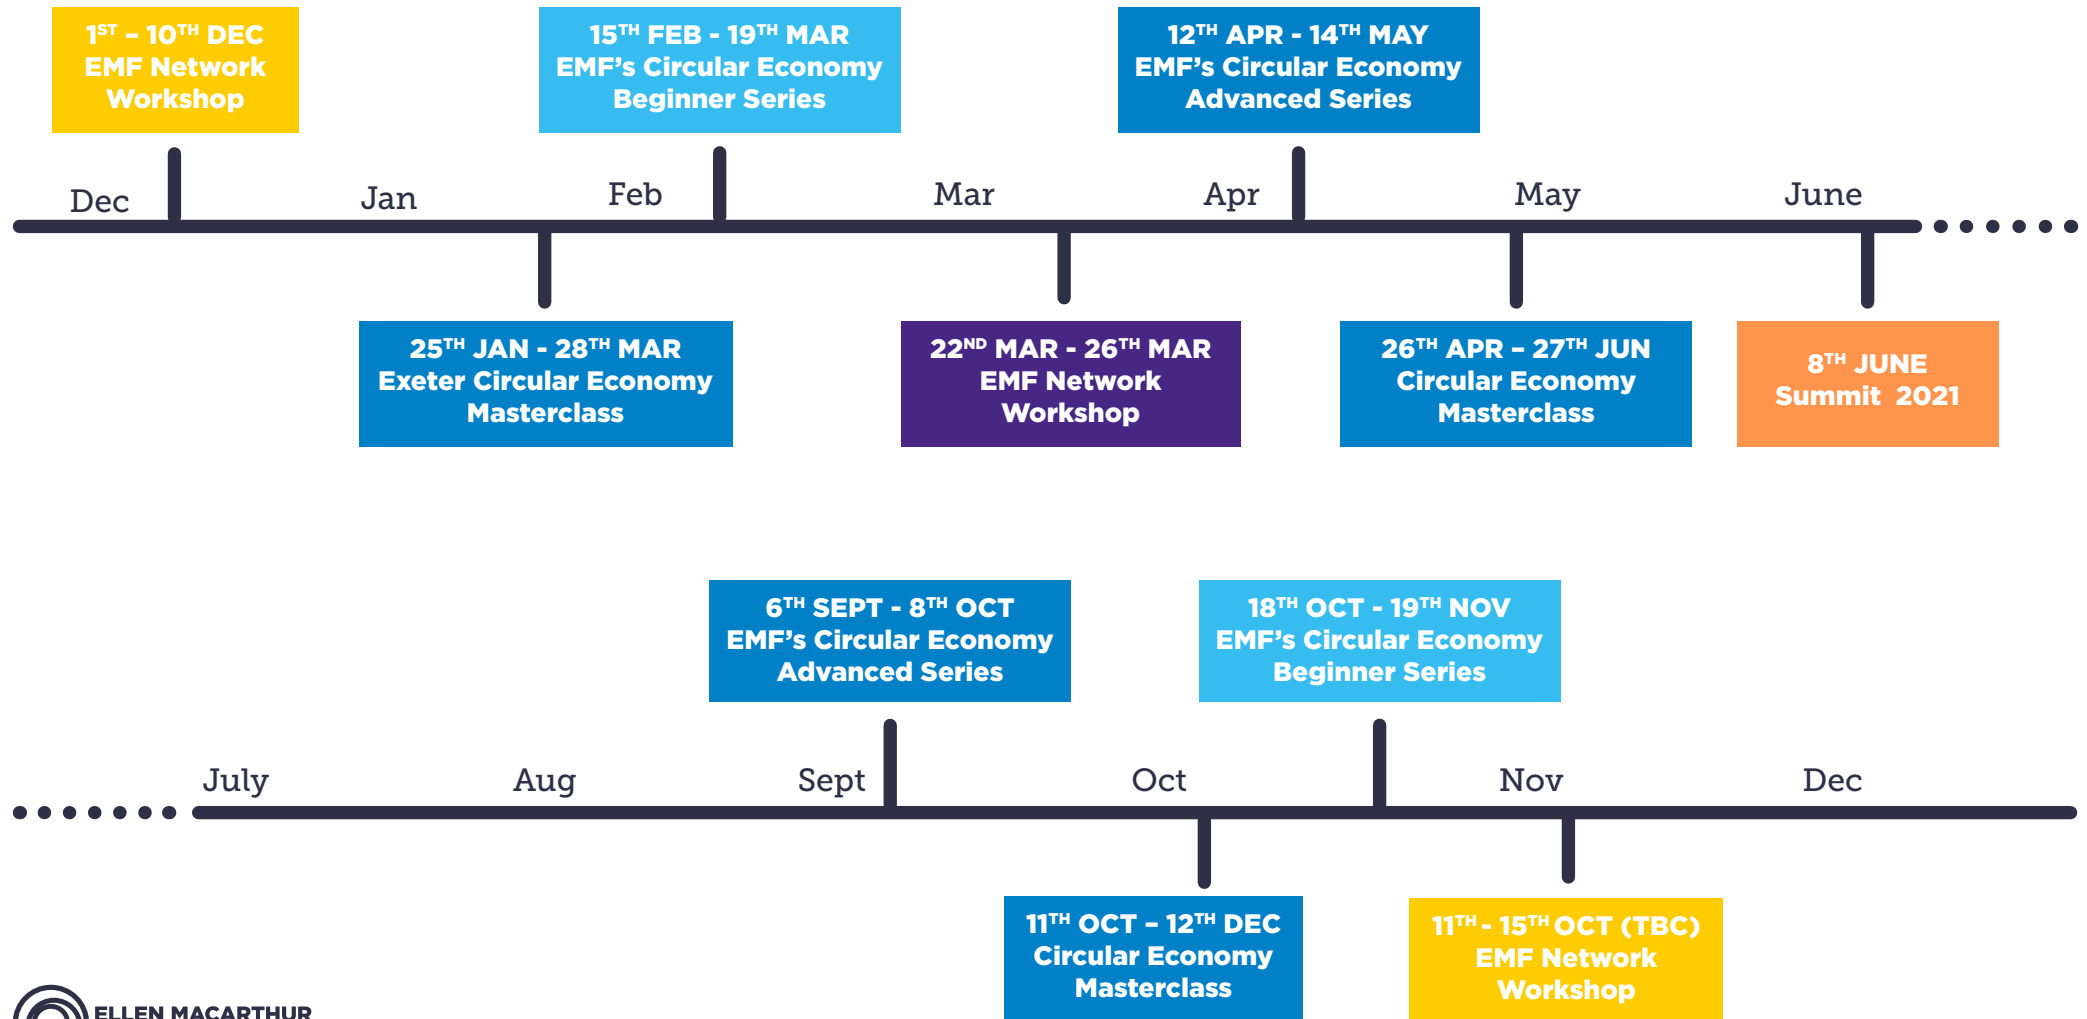 1ST – 10TH DEC
EMF Network
Workshop
15TH FEB - 19TH MAR
EMF's Circular Economy
Beginner Series
12TH APR - 14TH MAY
EMF's Circular Economy
Advanced Series
Dec
Jan
Feb
Mar
Apr
May
June
25TH JAN - 28TH MAR
Exeter Circular Economy
Masterclass
22ND MAR - 26TH MAR
EMF Network
Workshop
26TH APR – 27TH JUN
Circular Economy
Masterclass
8TH JUNE
Summit 2021
6TH SEPT - 8TH OCT
EMF's Circular Economy
Advanced Series
18TH OCT - 19TH NOV
EMF's Circular Economy
Beginner Series
July
Aug
Sept
Oct
Nov
Dec
11TH OCT – 12TH DEC
Circular Economy
Masterclass
11TH - 15TH OCT (TBC)
EMF Network
Workshop
ELLEN MACARTHUR